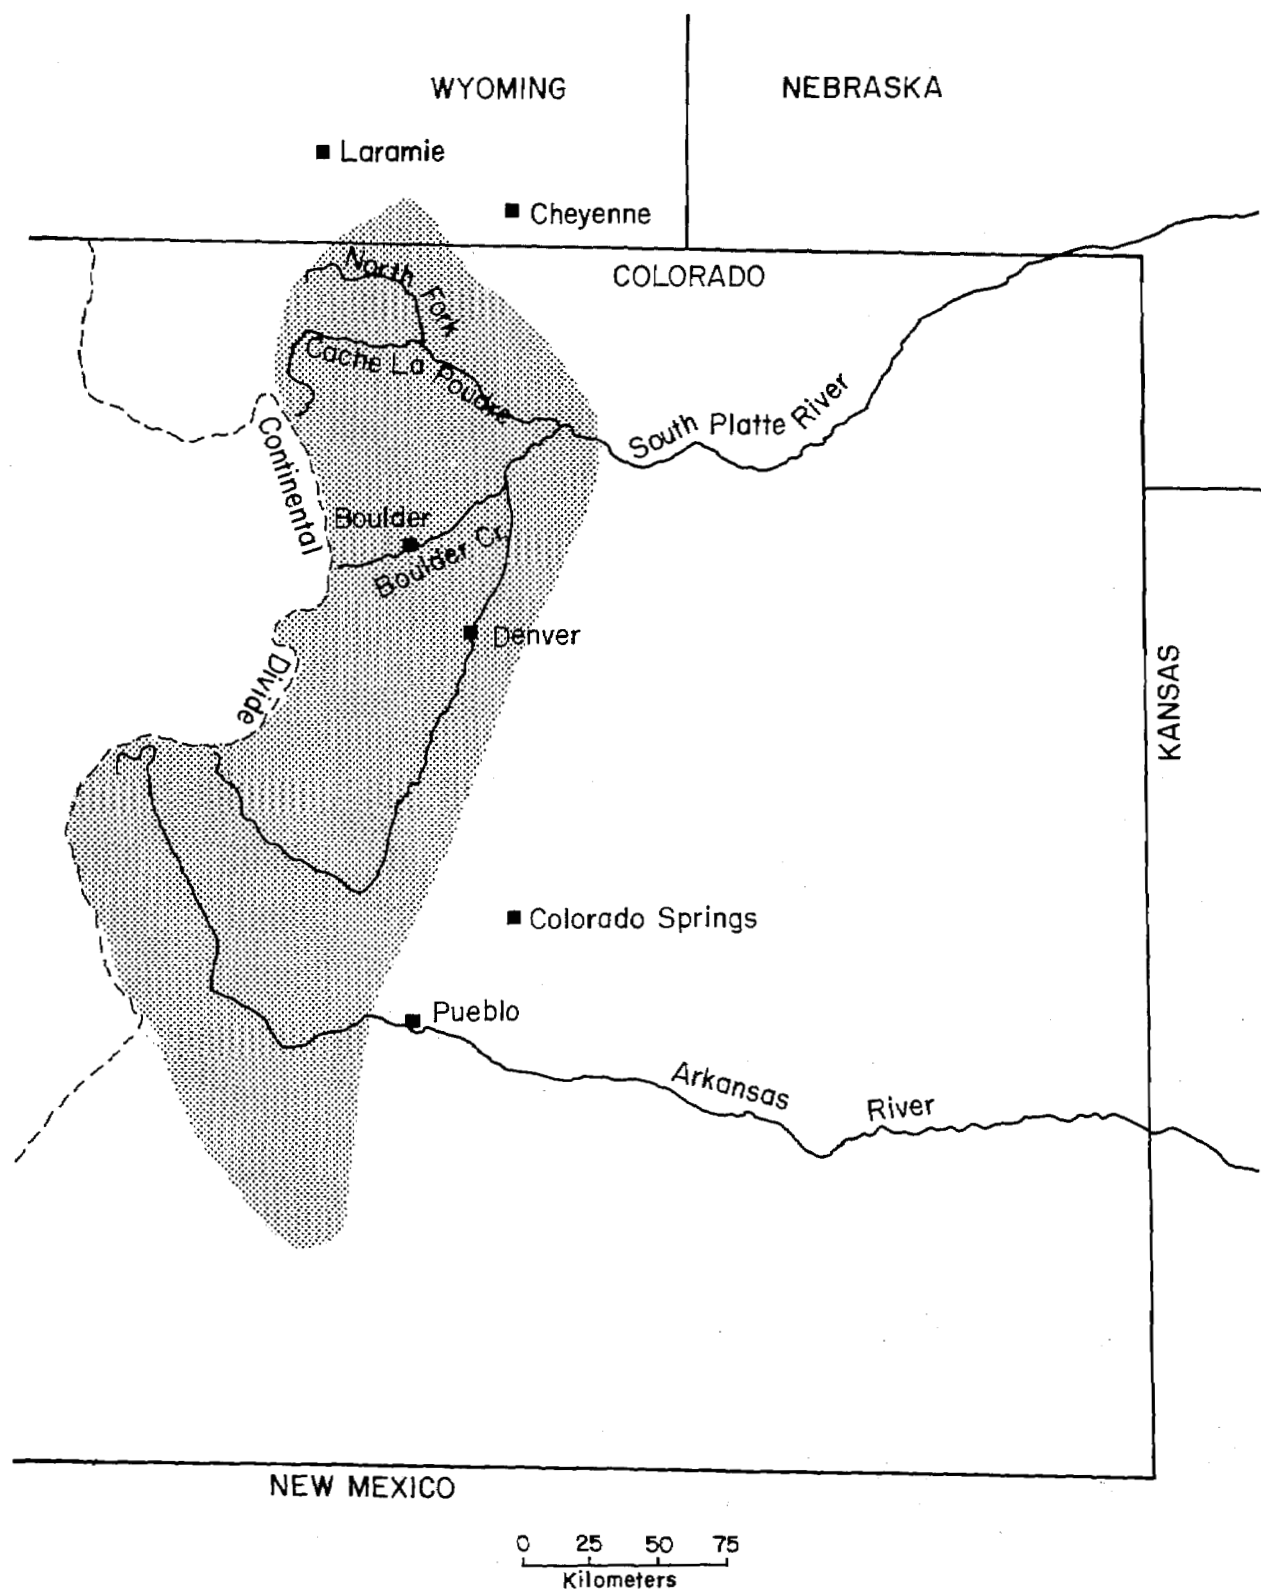 WYOMING
NEBRASKA
Laramie
Cheyenne
COLORADO
North Fork
Cache La Poudre
South Platte River
Continental
Boulder
Boulder Cr.
Denver
Divide
KANSAS
Colorado Springs
Pueblo
Arkansas River
NEW MEXICO
0 25 50 75
Kilometers